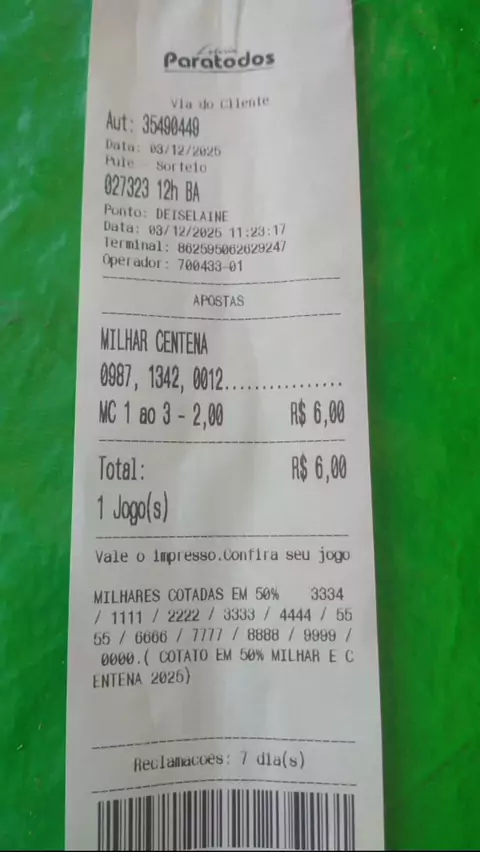 Loteria
Paratodos
Via do Cliente
Aut: 35490449
Data: 03/12/2025
Pule - Sorteio
027323 12h BA
Ponto: DEISELAINE
Data: 03/12/2025 11:23:17
Terminal: 862595062629247
Operador: 700433-01
APOSTAS
MILHAR CENTENA
0987, 1342, 0012................
MC 1 ao 3 - 2,00 R$ 6,00
Total: R$ 6,00
1 Jogo(s)
Vale o impresso.Confira seu jogo
MILHARES COTADAS EM 50% 3334
/ 1111 / 2222 / 3333 / 4444 / 55
55 / 6666 / 7777 / 8888 / 9999 /
0000.( COTATO EM 50% MILHAR E C
ENTENA 2025)
Reclamacoes: 7 dia(s)